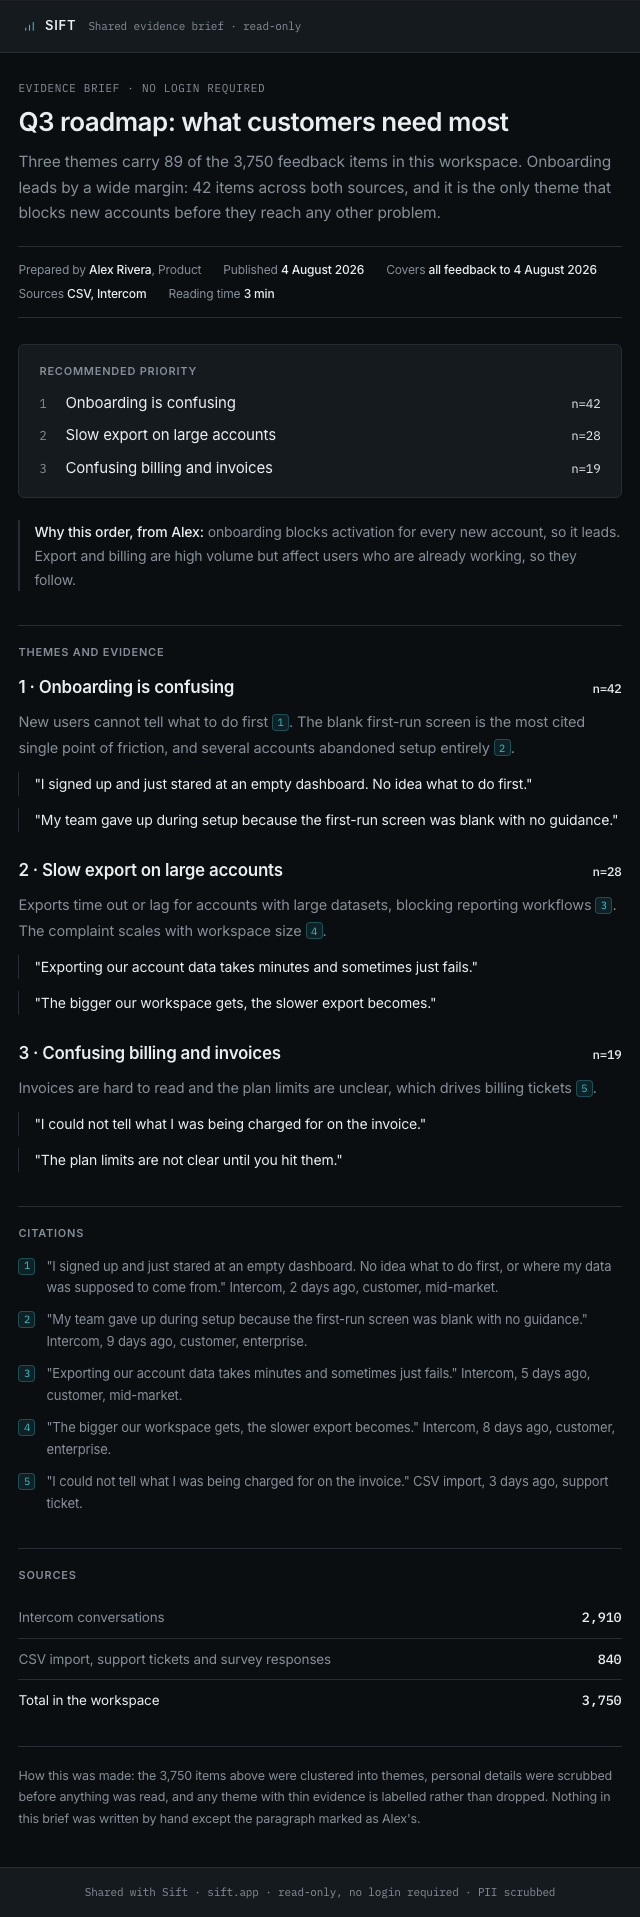 SIFT Shared evidence brief · read-only
EVIDENCE BRIEF · NO LOGIN REQUIRED
Q3 roadmap: what customers need most
Three themes carry 89 of the 3,750 feedback items in this workspace. Onboarding
leads by a wide margin: 42 items across both sources, and it is the only theme that
blocks new accounts before they reach any other problem.
Prepared by Alex Rivera, Product Published 4 August 2026 Covers all feedback to 4 August 2026
Sources CSV, Intercom Reading time 3 min
RECOMMENDED PRIORITY
1 Onboarding is confusing n=42
2 Slow export on large accounts n=28
3 Confusing billing and invoices n=19
Why this order, from Alex: onboarding blocks activation for every new account, so it leads.
Export and billing are high volume but affect users who are already working, so they
follow.
THEMES AND EVIDENCE
1 · Onboarding is confusing n=42
New users cannot tell what to do first 1. The blank first-run screen is the most cited
single point of friction, and several accounts abandoned setup entirely 2.
"I signed up and just stared at an empty dashboard. No idea what to do first."
"My team gave up during setup because the first-run screen was blank with no guidance."
2 · Slow export on large accounts n=28
Exports time out or lag for accounts with large datasets, blocking reporting workflows 3.
The complaint scales with workspace size 4.
"Exporting our account data takes minutes and sometimes just fails."
"The bigger our workspace gets, the slower export becomes."
3 · Confusing billing and invoices n=19
Invoices are hard to read and the plan limits are unclear, which drives billing tickets 5.
"I could not tell what I was being charged for on the invoice."
"The plan limits are not clear until you hit them."
CITATIONS
1 "I signed up and just stared at an empty dashboard. No idea what to do first, or where my data
was supposed to come from." Intercom, 2 days ago, customer, mid-market.
2 "My team gave up during setup because the first-run screen was blank with no guidance."
Intercom, 9 days ago, customer, enterprise.
3 "Exporting our account data takes minutes and sometimes just fails." Intercom, 5 days ago,
customer, mid-market.
4 "The bigger our workspace gets, the slower export becomes." Intercom, 8 days ago, customer,
enterprise.
5 "I could not tell what I was being charged for on the invoice." CSV import, 3 days ago, support
ticket.
SOURCES
Intercom conversations 2,910
CSV import, support tickets and survey responses 840
Total in the workspace 3,750
How this was made: the 3,750 items above were clustered into themes, personal details were scrubbed
before anything was read, and any theme with thin evidence is labelled rather than dropped. Nothing in
this brief was written by hand except the paragraph marked as Alex's.
Shared with Sift · sift.app · read-only, no login required · PII scrubbed